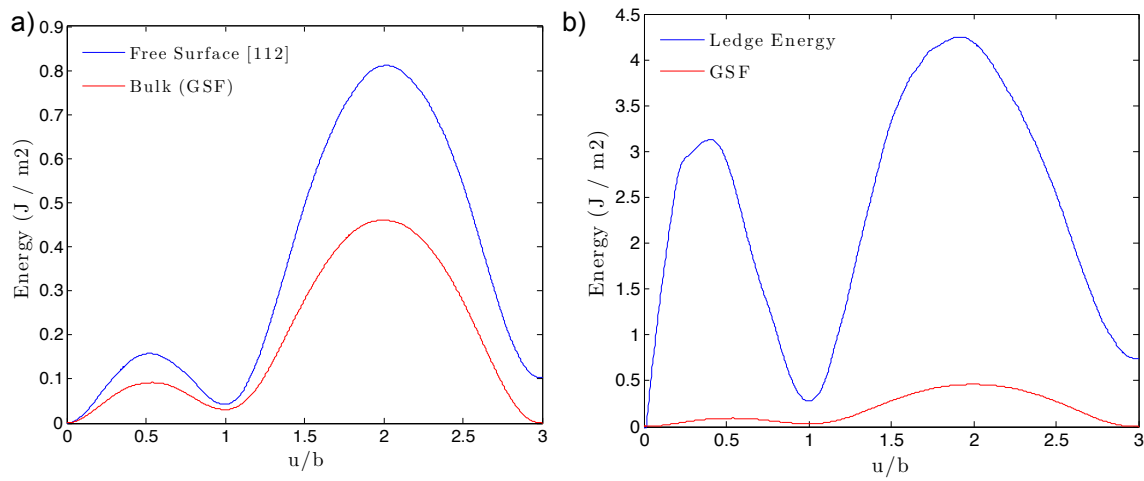 a)
Free Surface [112]
Bulk (GSF)
Energy (J / m2)
0.9
0.8
0.7
0.6
0.5
0.4
0.3
0.2
0.1
0
0 0.5 1 1.5 2 2.5 3
u/b
b)
Ledge Energy
GSF
Energy (J / m2)
4.5
4
3.5
3
2.5
2
1.5
1
0.5
0
0 0.5 1 1.5 2 2.5 3
u/b